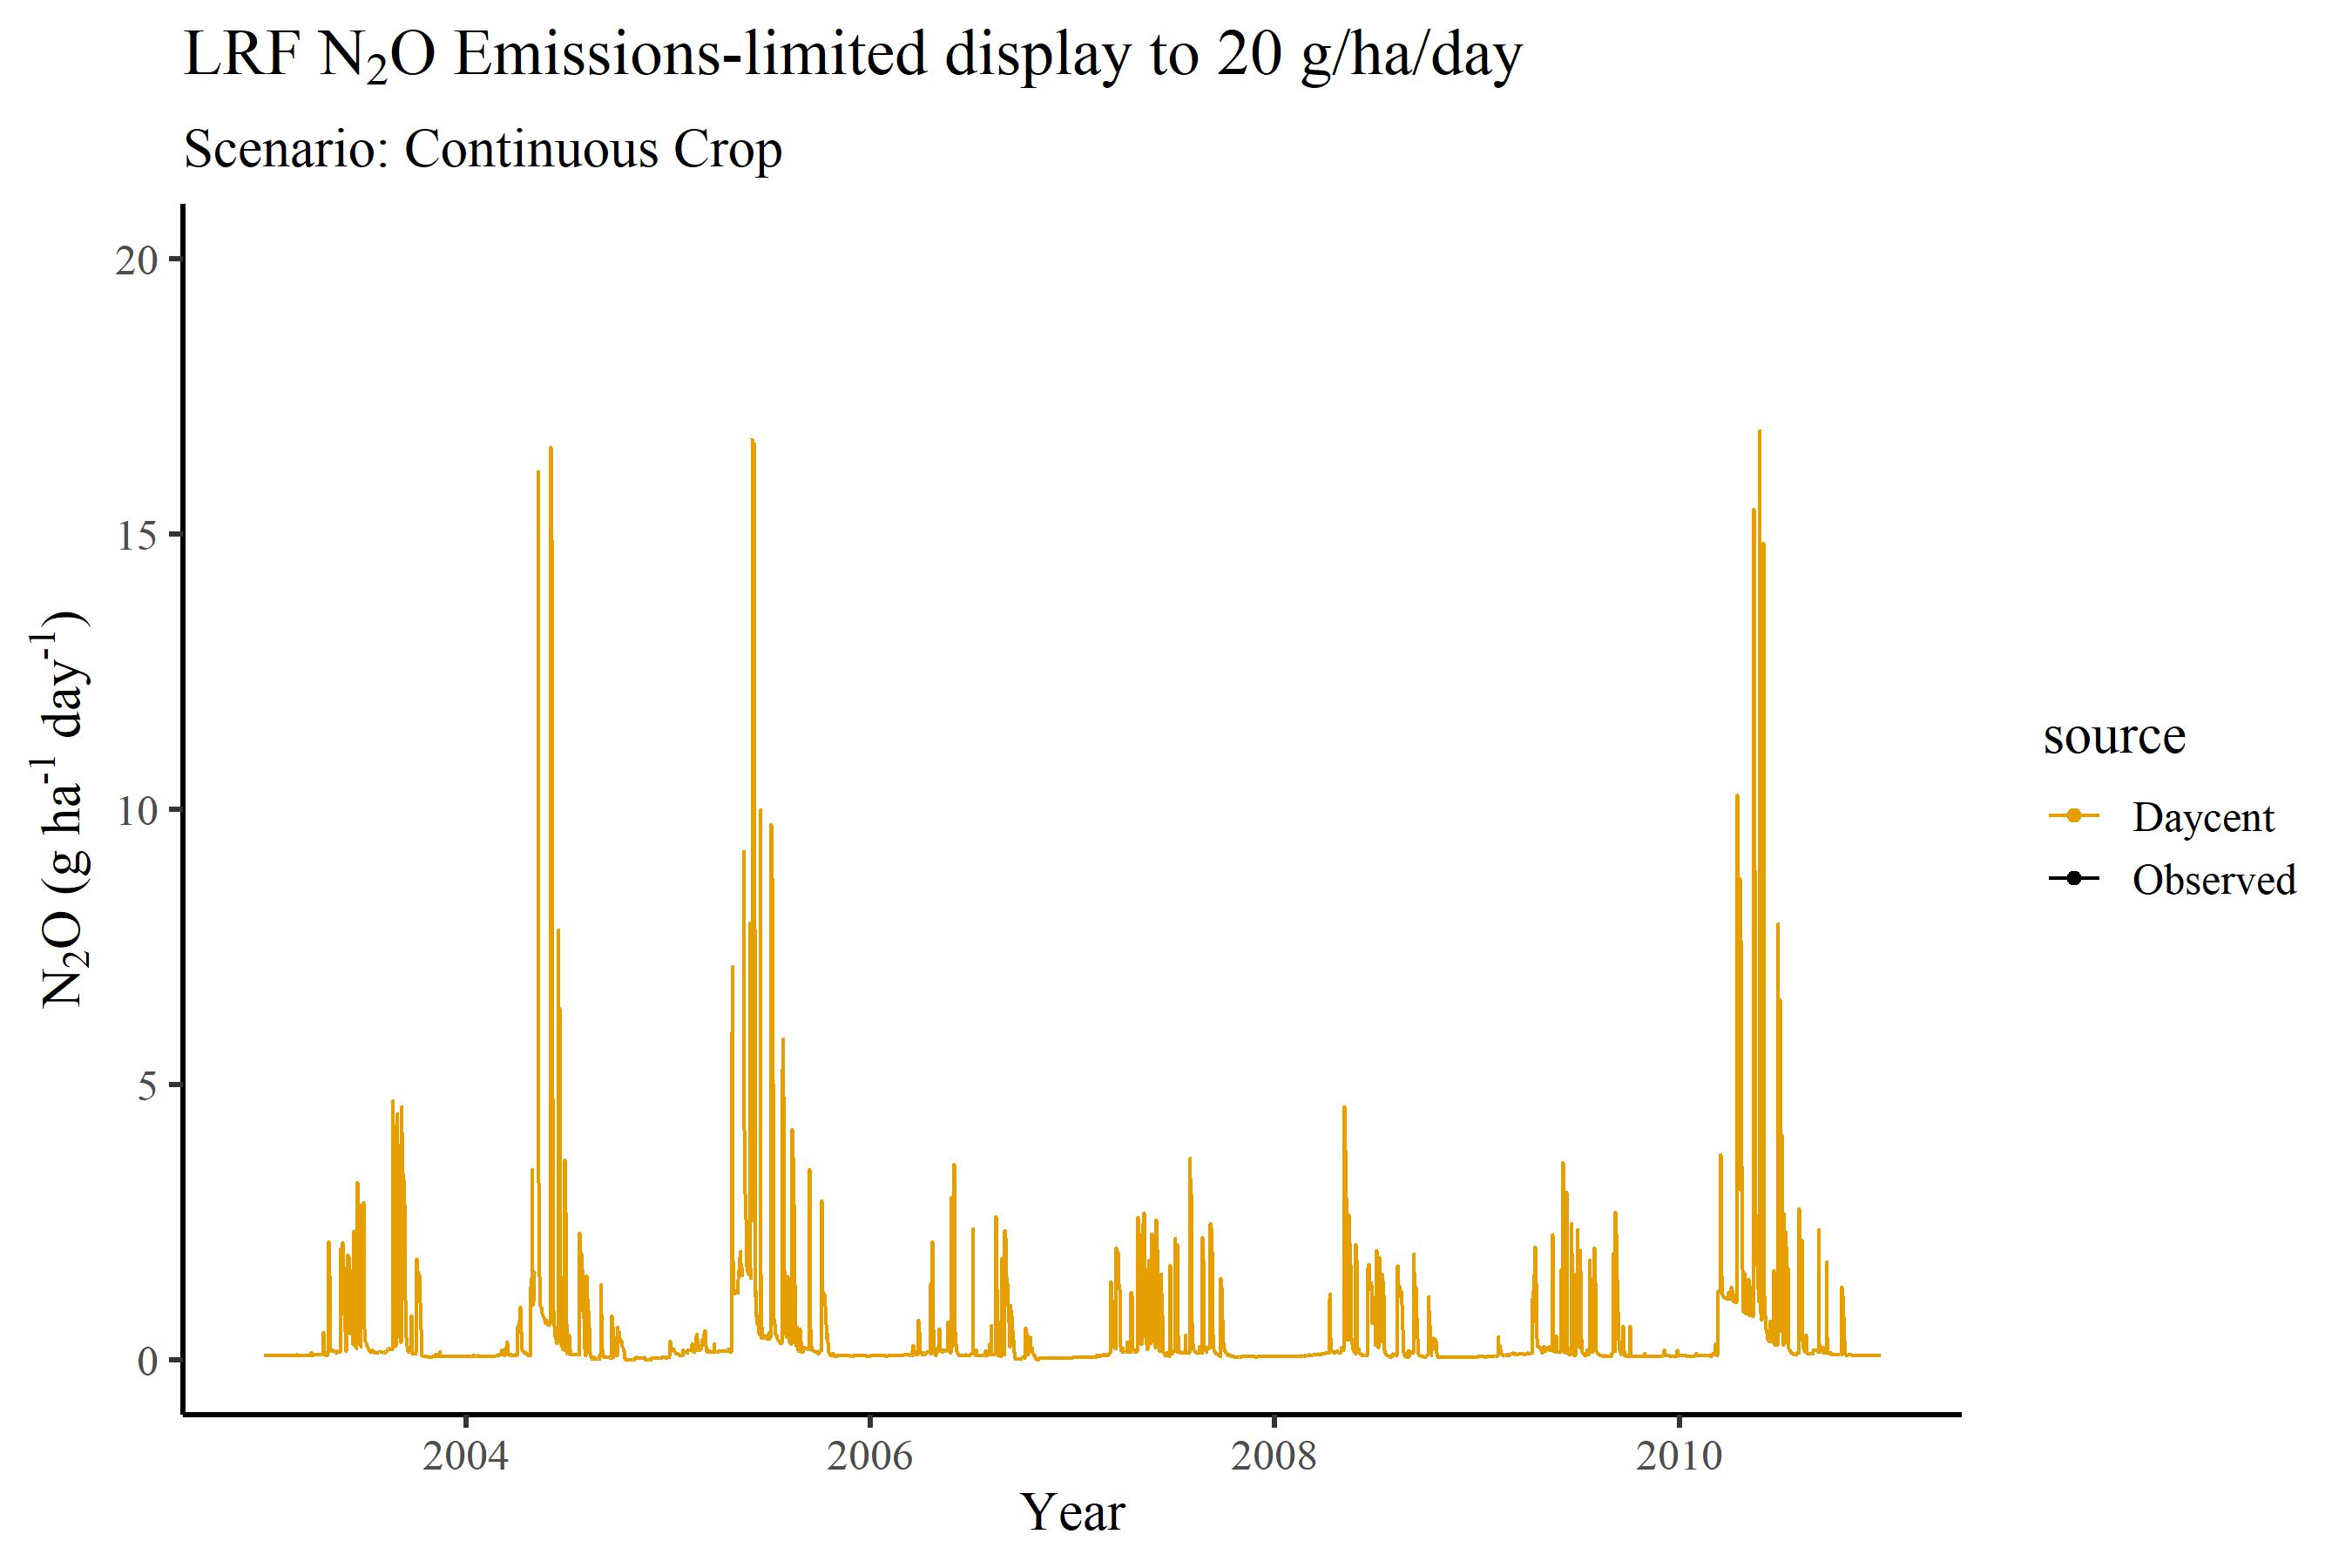 LRF N₂O Emissions-limited display to 20 g/ha/day
Scenario: Continuous Crop
N₂O (g ha⁻¹ day⁻¹)
20
15
10
5
0
2004 2006 2008 2010
Year
source
Daycent
Observed